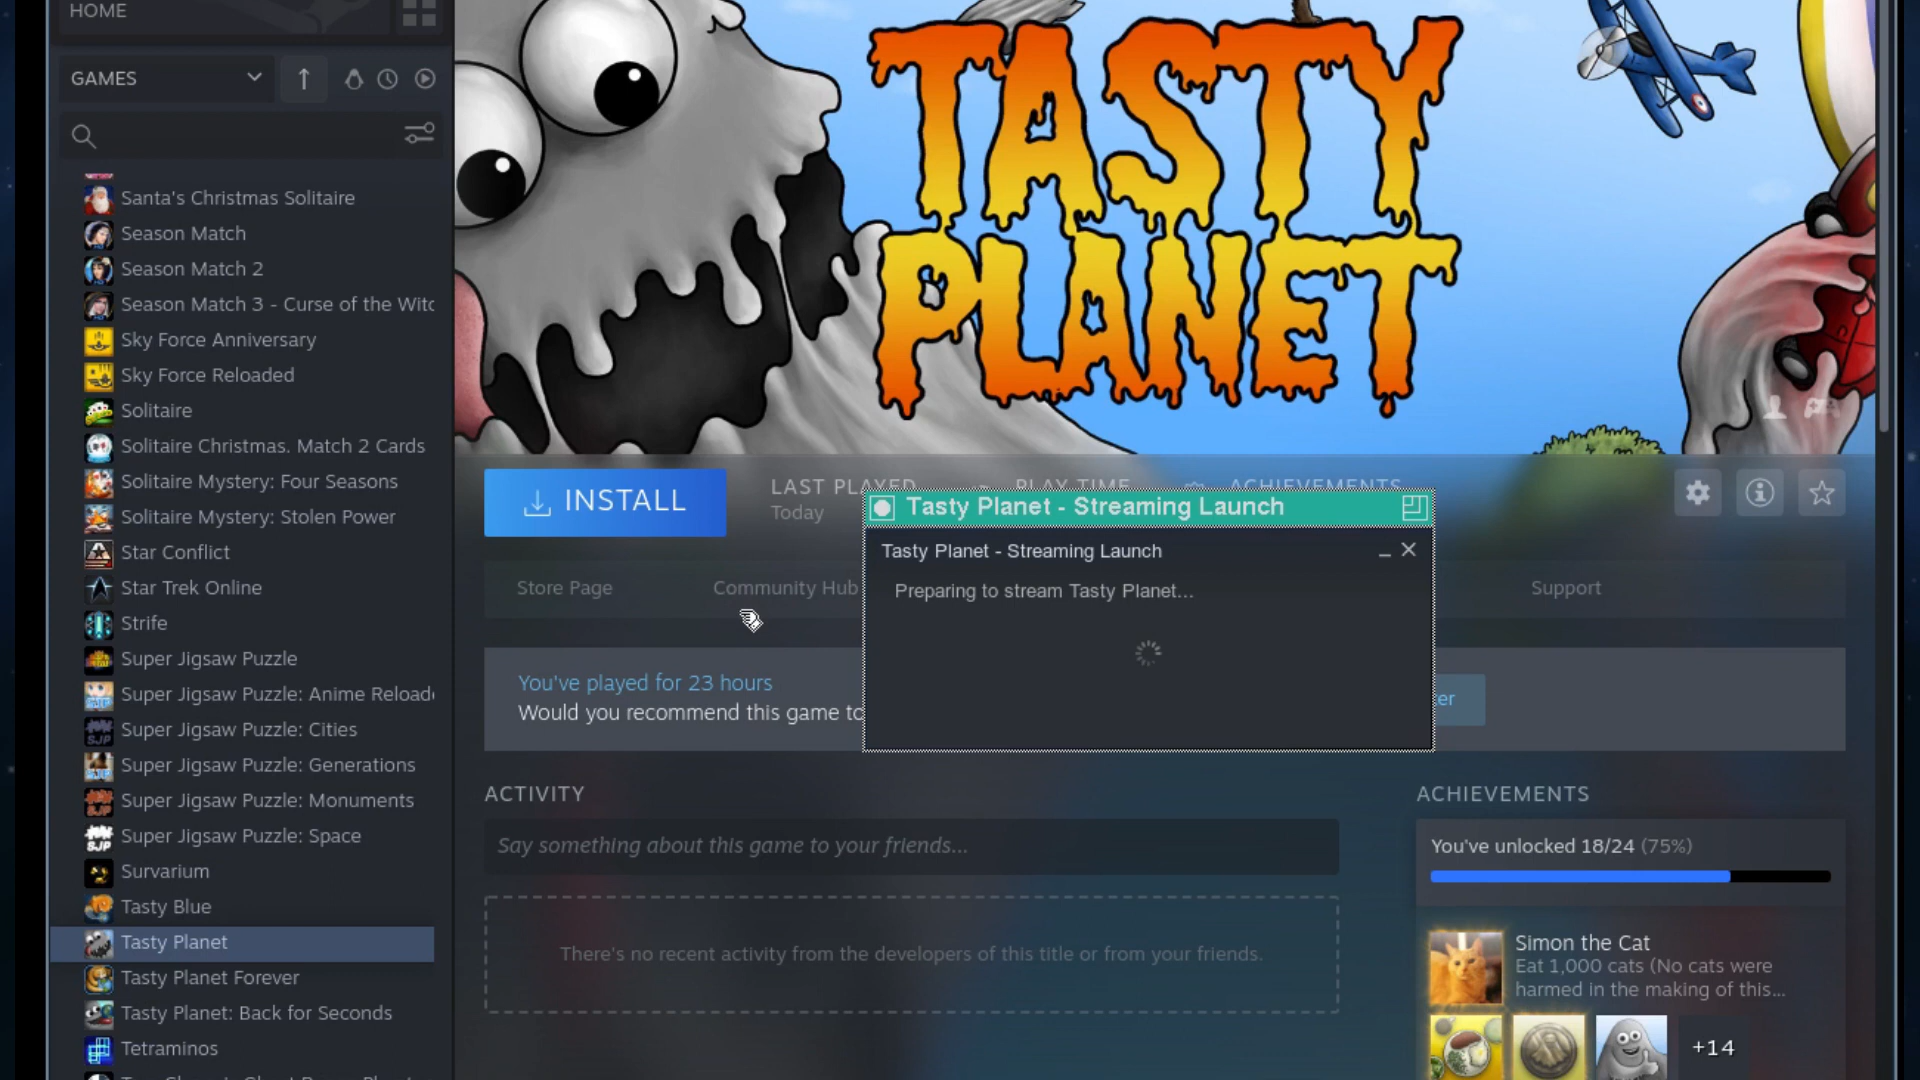 HOME
GAMES
Santa's Christmas Solitaire
Season Match
Season Match 2
Season Match 3 - Curse of the Witc
Sky Force Anniversary
Sky Force Reloaded
Solitaire
Solitaire Christmas. Match 2 Cards
Solitaire Mystery: Four Seasons
Solitaire Mystery: Stolen Power
Star Conflict
Star Trek Online
Strife
Super Jigsaw Puzzle
Super Jigsaw Puzzle: Anime Reload
Super Jigsaw Puzzle: Cities
Super Jigsaw Puzzle: Generations
Super Jigsaw Puzzle: Monuments
Super Jigsaw Puzzle: Space
Survarium
Tasty Blue
Tasty Planet
Tasty Planet Forever
Tasty Planet: Back for Seconds
Tetraminos
TASTY
PLANET
INSTALL
LAST PLAYED
Today
PLAY TIME
ACHIEVEMENTS
Tasty Planet - Streaming Launch
Tasty Planet - Streaming Launch
Preparing to stream Tasty Planet...
Store Page
Community Hub
Support
You've played for 23 hours
Would you recommend this game to
er
ACTIVITY
Say something about this game to your friends...
There's no recent activity from the developers of this title or from your friends.
ACHIEVEMENTS
You've unlocked 18/24 (75%)
Simon the Cat
Eat 1,000 cats (No cats were
harmed in the making of this...
+14